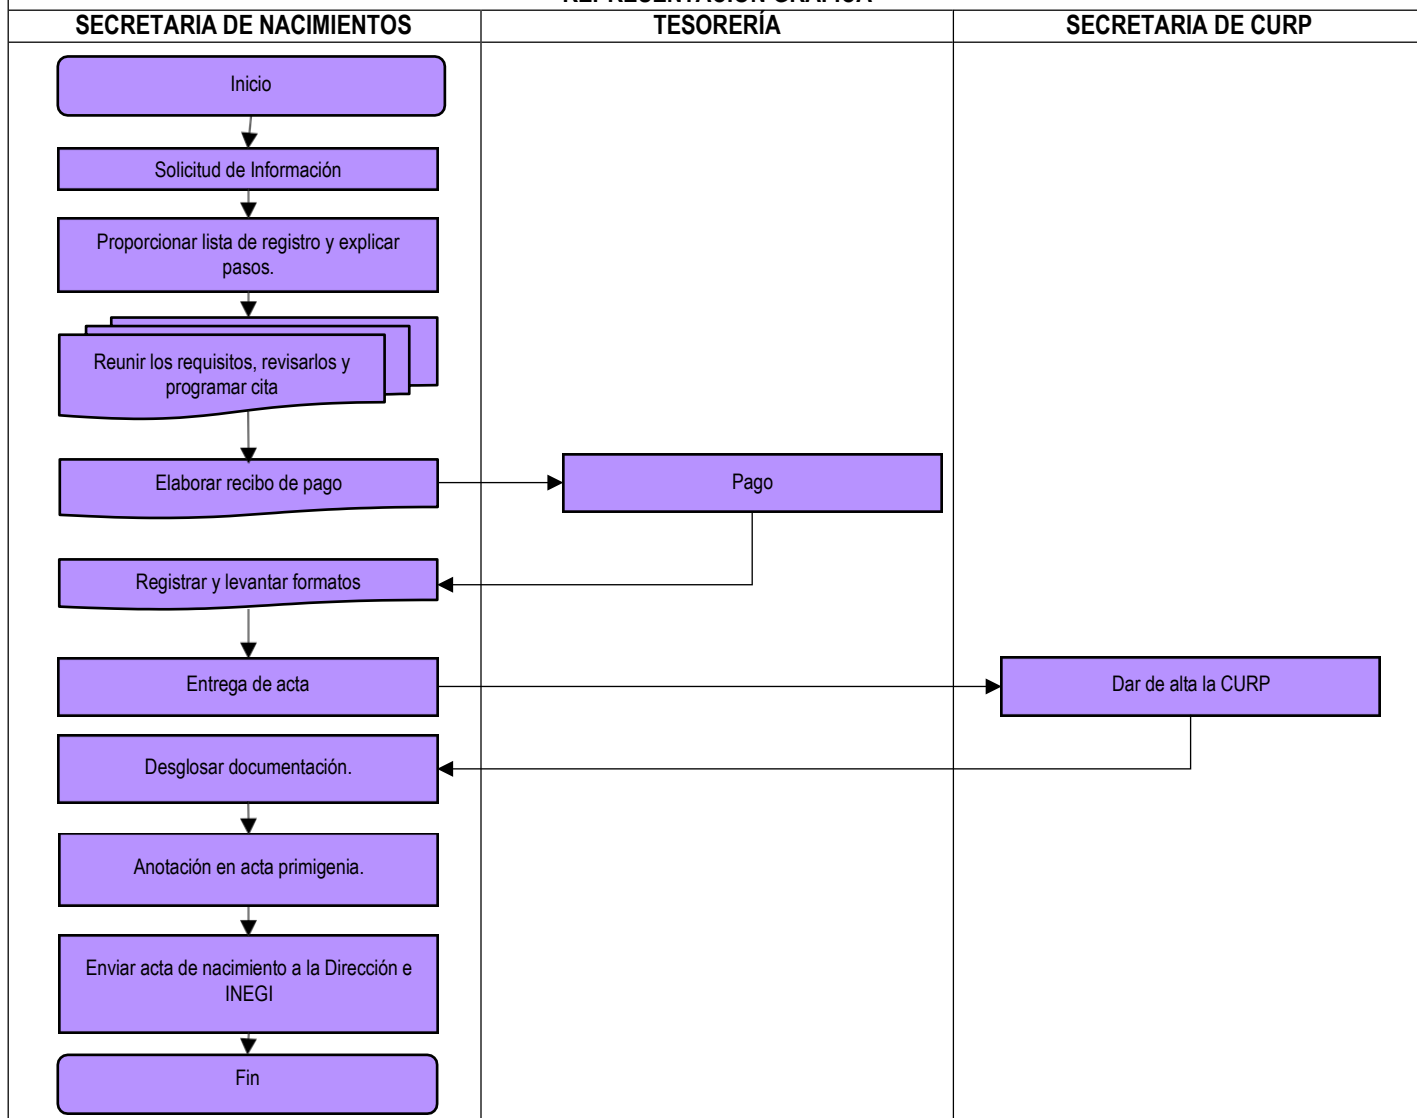 REPRESENTACIÓN GRÁFICA
SECRETARIA DE NACIMIENTOS
TESORERÍA
SECRETARIA DE CURP
Inicio
Solicitud de Información
Proporcionar lista de registro y explicar
pasos.
Reunir los requisitos, revisarlos y
programar cita
Elaborar recibo de pago
Pago
Registrar y levantar formatos
Entrega de acta
Dar de alta la CURP
Desglosar documentación.
Anotación en acta primigenia.
Enviar acta de nacimiento a la Dirección e
INEGI
Fin